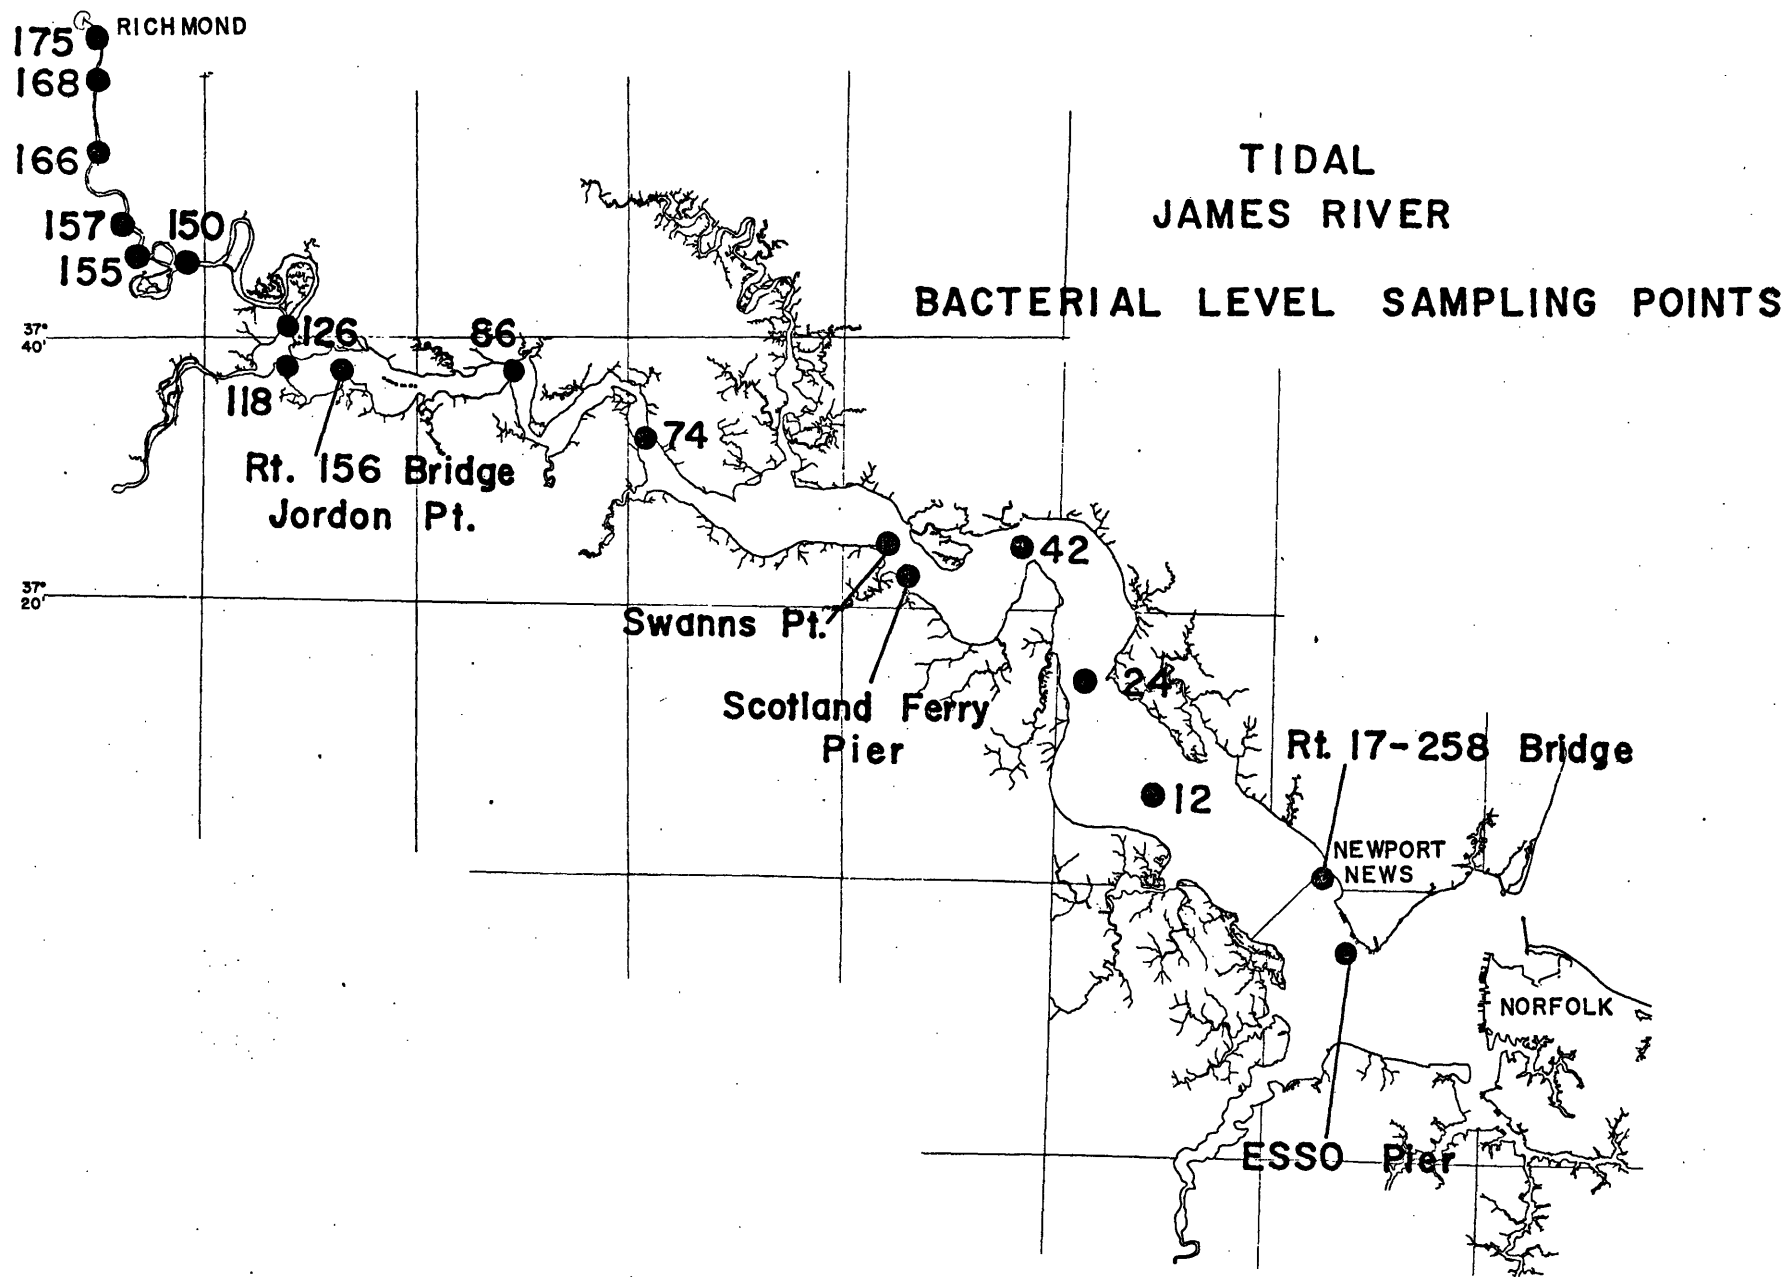 RICHMOND
175
168
166
157
150
155
TIDAL
JAMES RIVER
BACTERIAL LEVEL SAMPLING POINTS
37°
40'
126
86
118
74
Rt. 156 Bridge
Jordon Pt.
42
37°
20'
Swanns Pt.
24
Scotland Ferry
Pier
Rt. 17-258 Bridge
12
NEWPORT
NEWS
NORFOLK
ESSO Pier